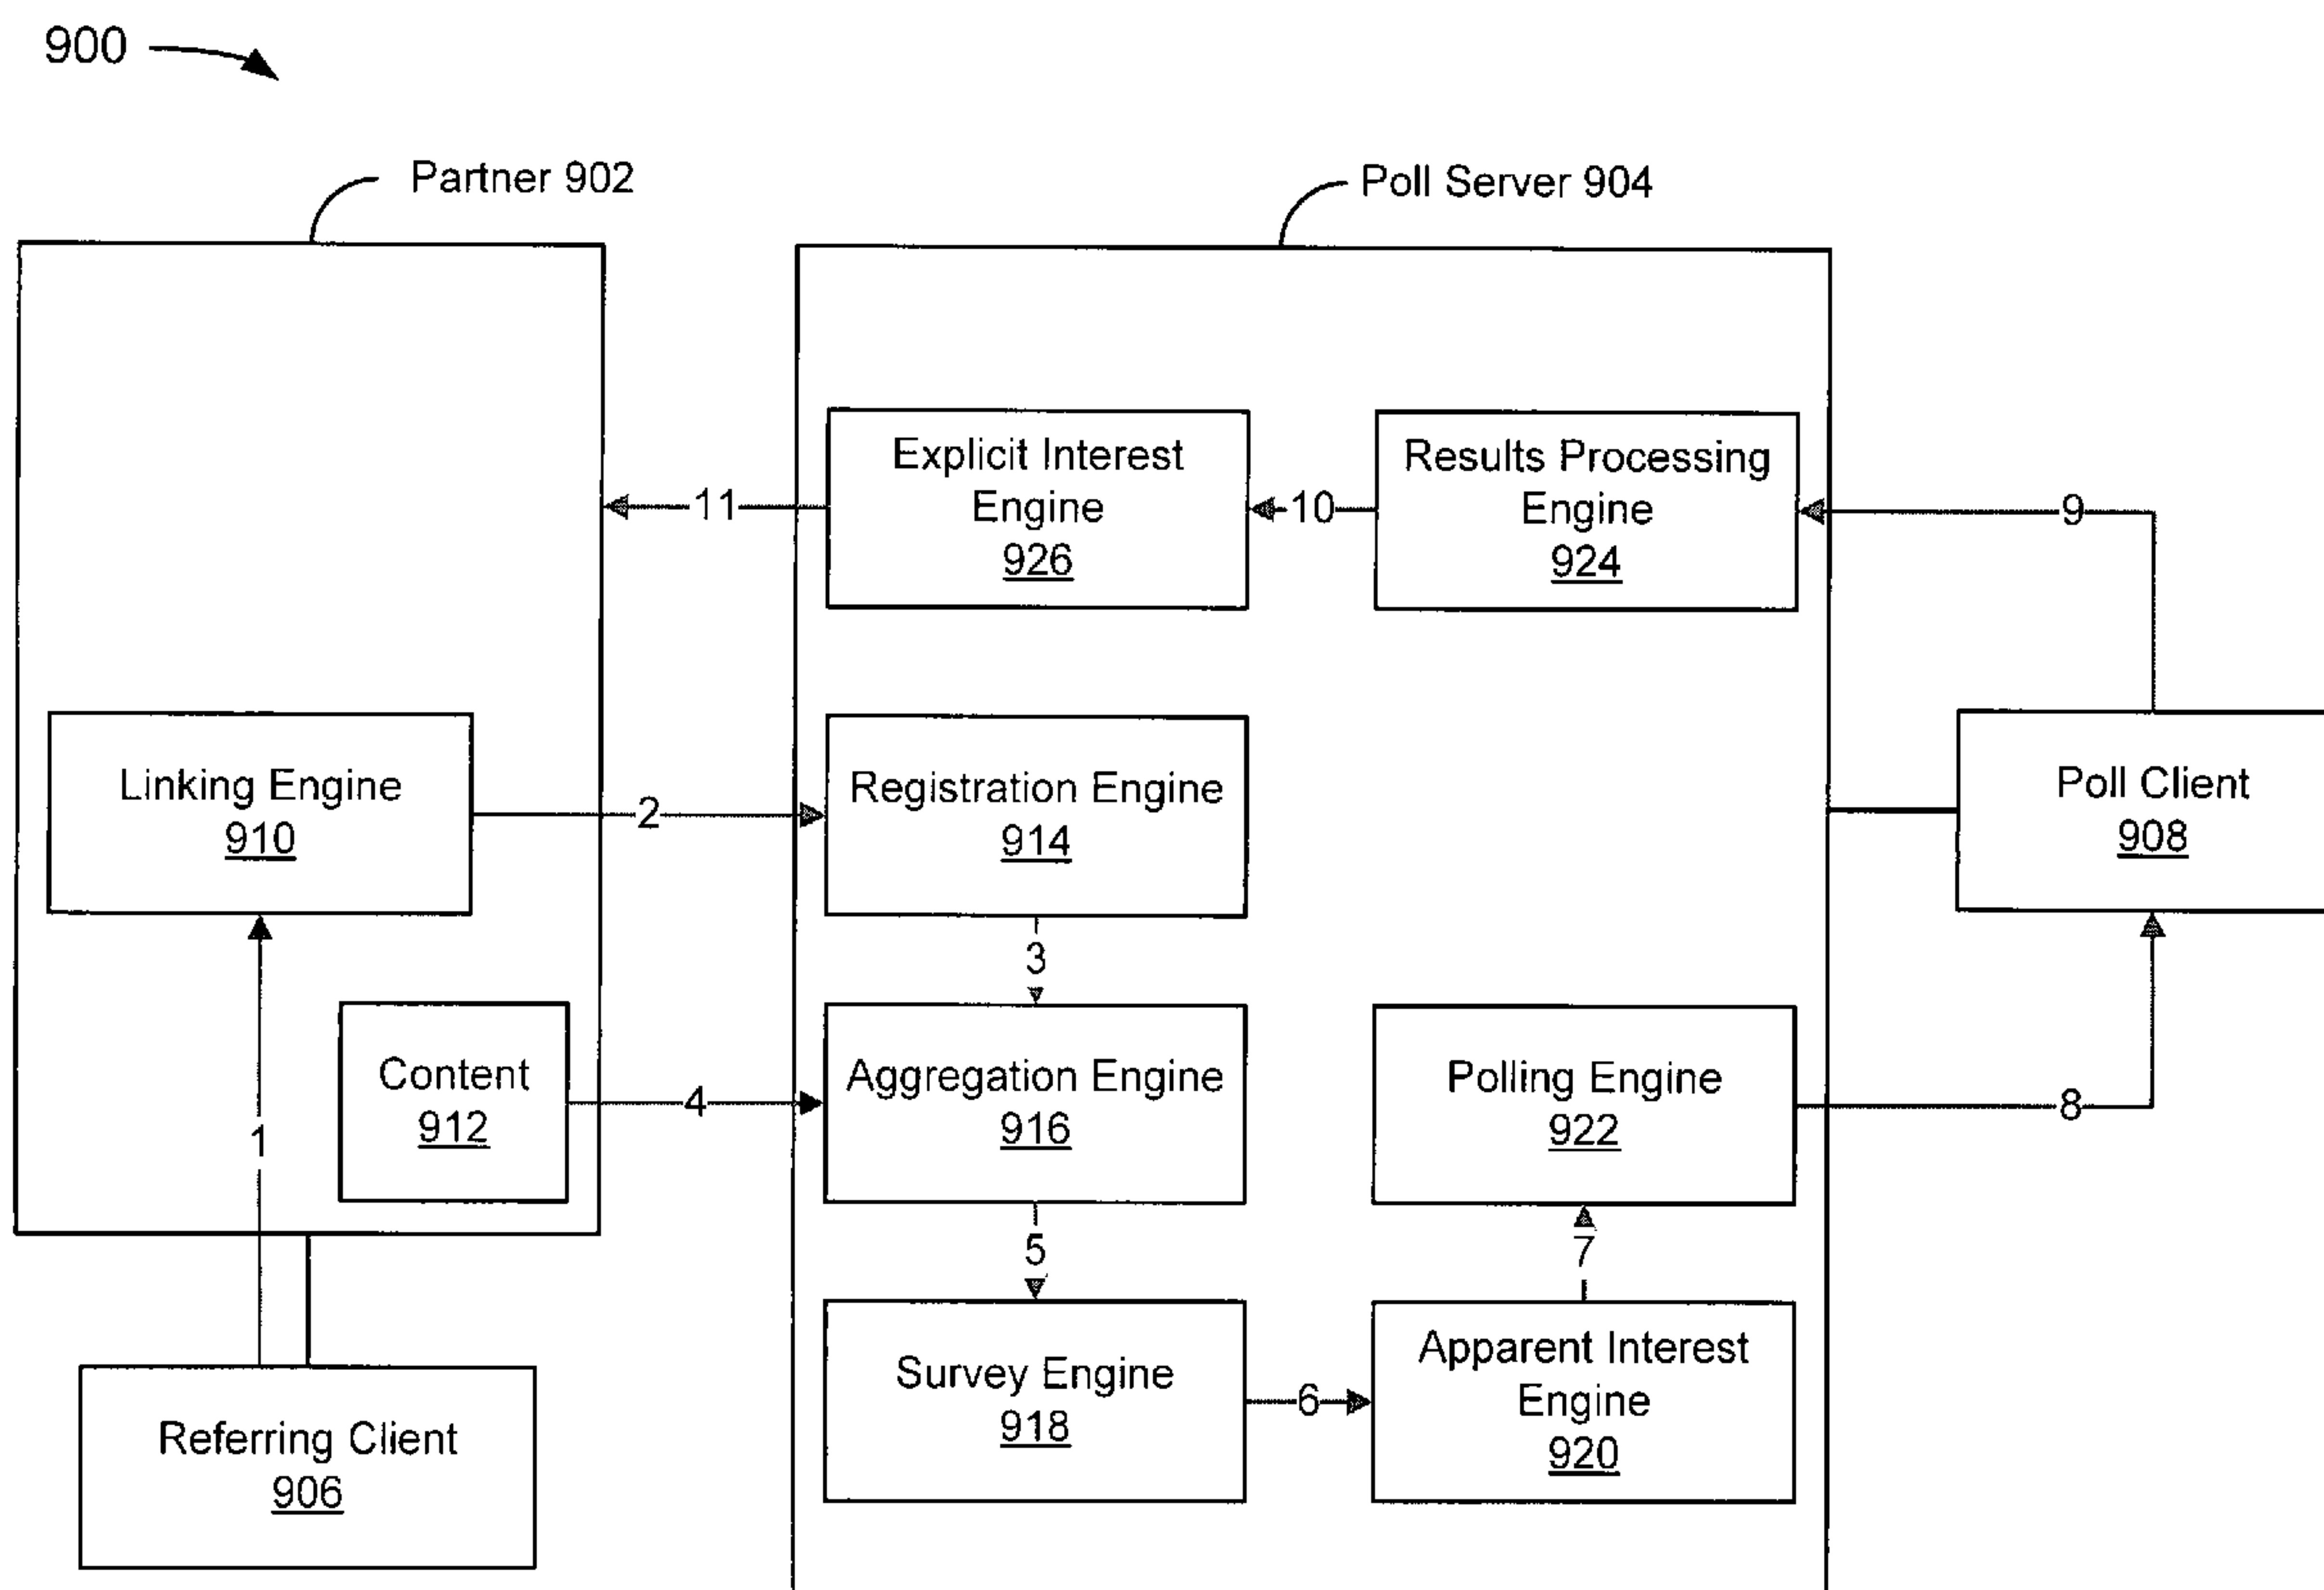 900
Partner 902
Poll Server 904
Explicit Interest
Engine
926
Results Processing
Engine
924
11
10
9
Linking Engine
910
2
Registration Engine
914
Poll Client
908
3
Content
912
4
Aggregation Engine
916
Polling Engine
922
8
1
5
7
Survey Engine
918
6
Apparent Interest
Engine
920
Referring Client
906